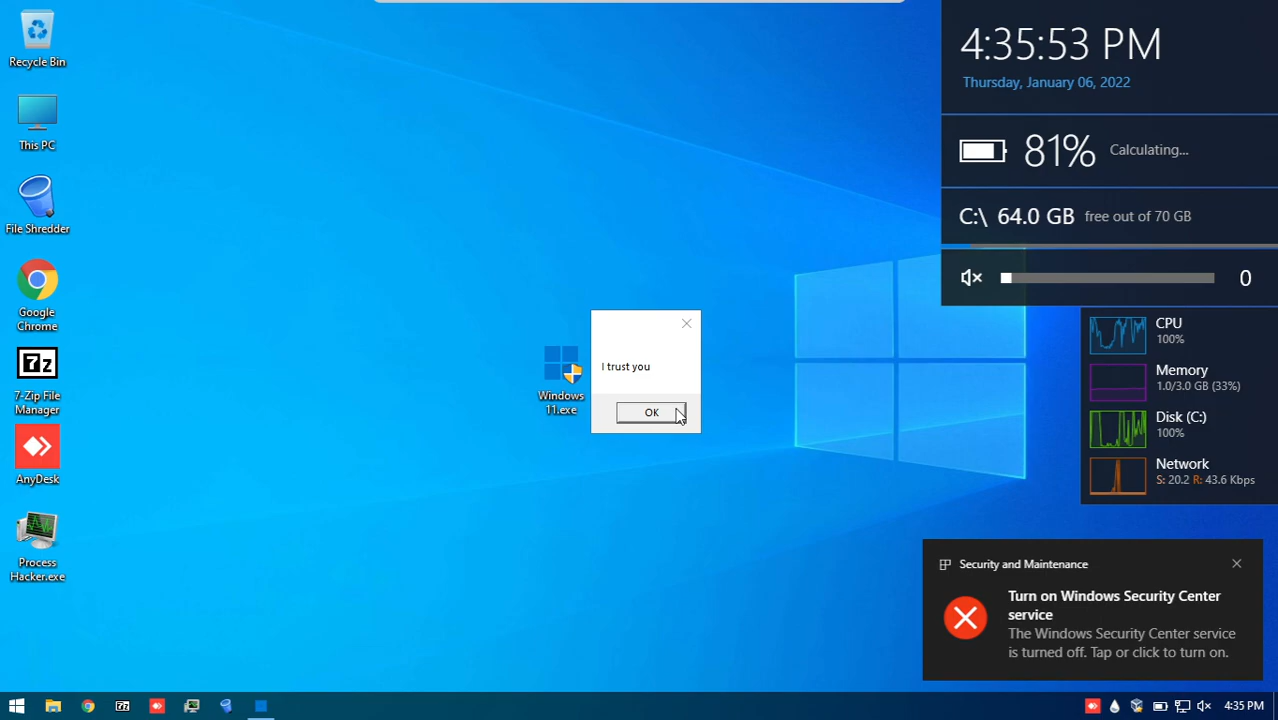 Recycle Bin
This PC
File Shredder
Google
Chrome
7z
7-Zip File
Manager
AnyDesk
Process
Hacker.exe
Windows
11.exe
I trust you
OK
4:35:53 PM
Thursday, January 06, 2022
81% Calculating...
C:\ 64.0 GB free out of 70 GB
0
CPU
100%
Memory
1.0/3.0 GB (33%)
Disk (C:)
100%
Network
S: 20.2 R: 43.6 Kbps
Security and Maintenance
Turn on Windows Security Center
service
The Windows Security Center service
is turned off. Tap or click to turn on.
7z
4:35 PM